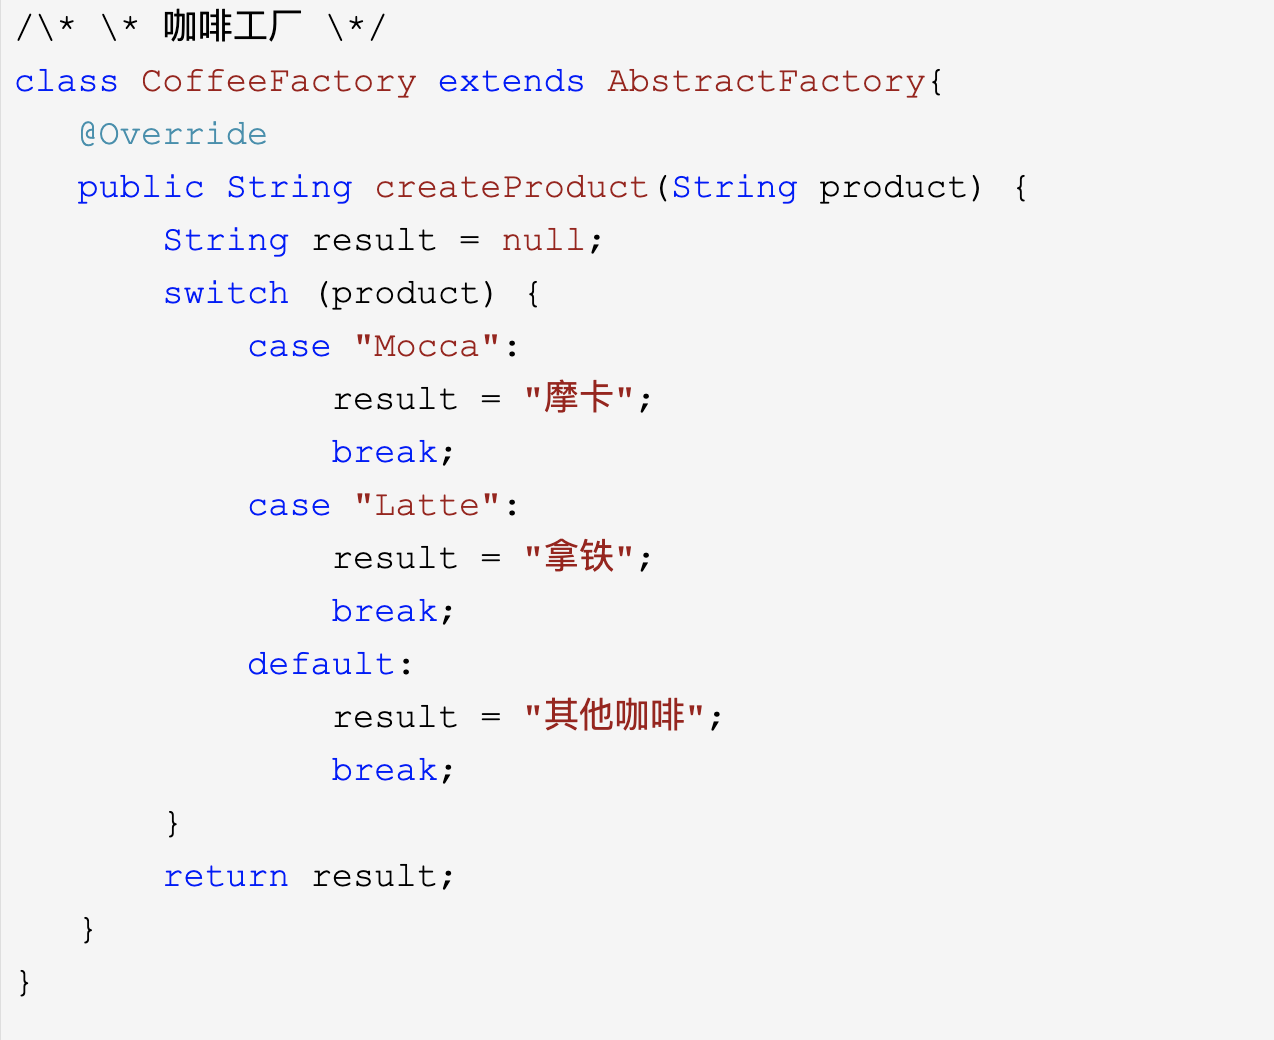 /\* \* 咖啡工厂 \*/
class CoffeeFactory extends AbstractFactory{
@Override
public String createProduct(String product) {
String result = null;
switch (product) {
case "Mocca":
result = "摩卡";
break;
case "Latte":
result = "拿铁";
break;
default:
result = "其他咖啡";
break;
}
return result;
}
}